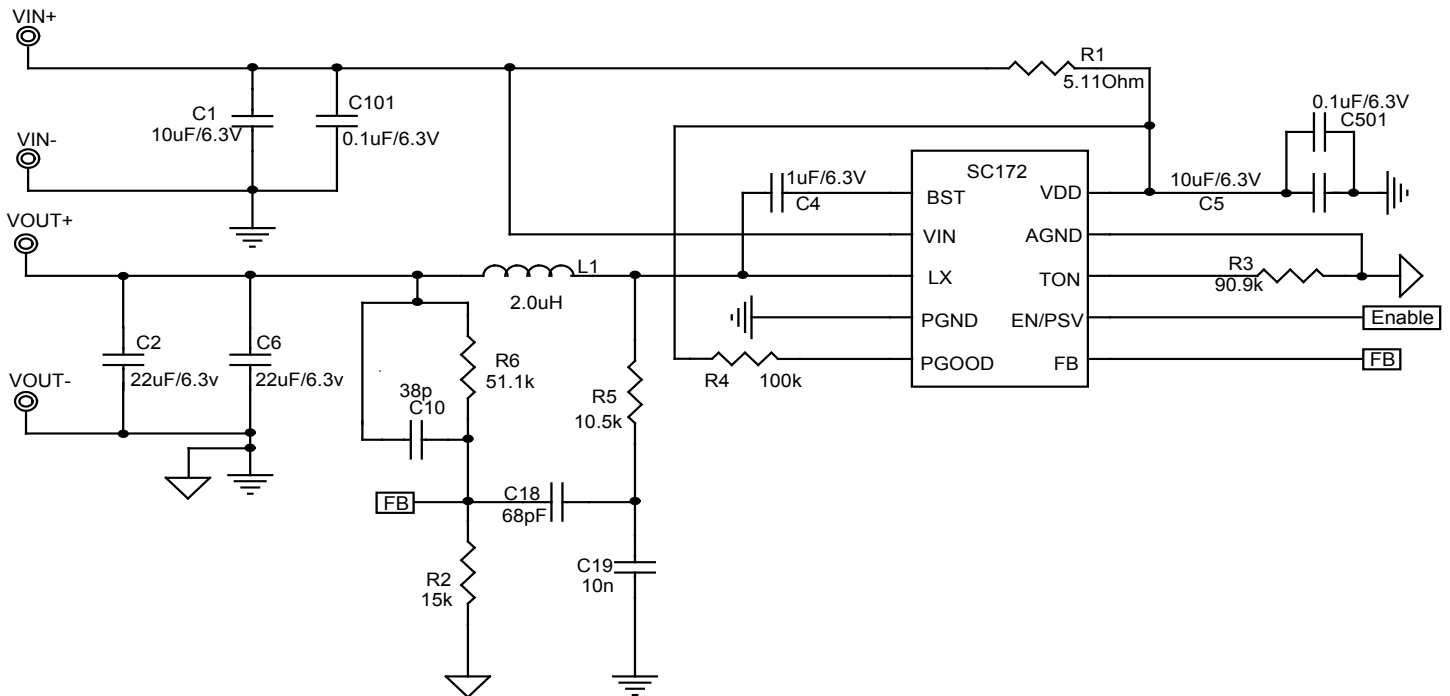 VIN+
R1
5.11Ohm
C1
10uF/6.3V
C101
0.1uF/6.3V
0.1uF/6.3V
C501
VIN-
SC172
1uF/6.3V
C4
BST
VDD
10uF/6.3V
C5
VOUT+
VIN
AGND
L1
2.0uH
LX
TON
R3
90.9k
PGND
EN/PSV
Enable
C2
22uF/6.3v
C6
22uF/6.3v
R6
51.1k
R4
100k
PGOOD
FB
FB
VOUT-
38p
C10
R5
10.5k
FB
C18
68pF
R2
15k
C19
10n